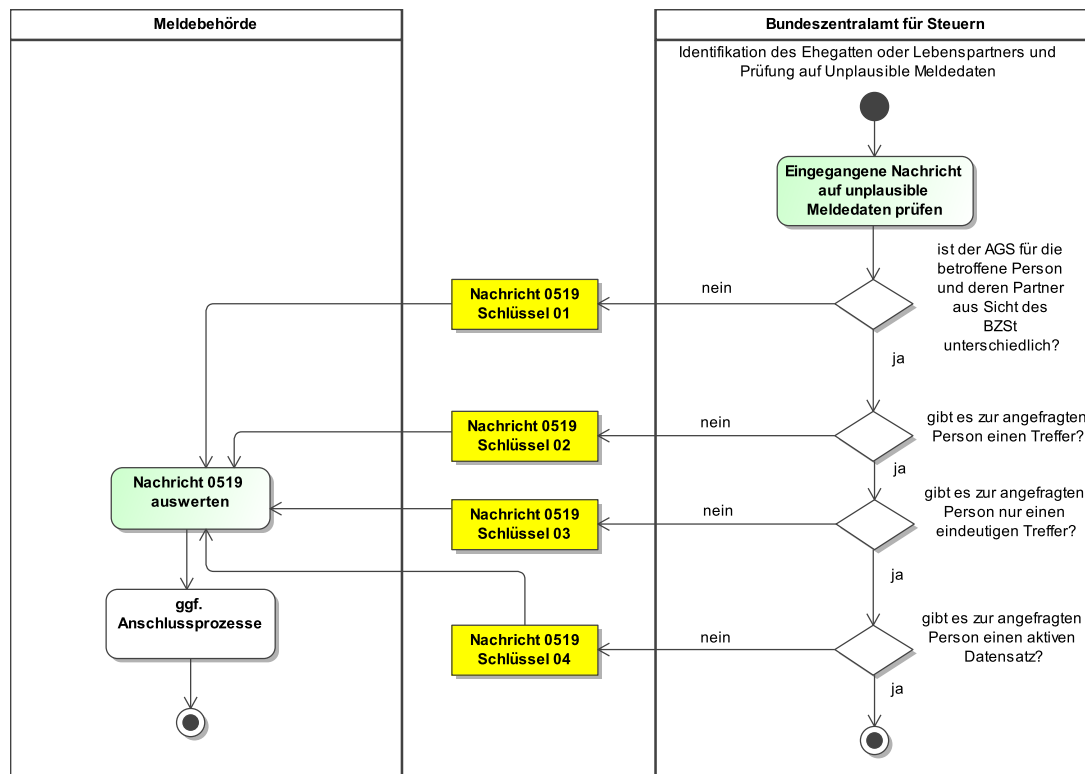 Meldebehörde
Bundeszentralamt für Steuern
Identifikation des Ehegatten oder Lebenspartners und
Prüfung auf Unplausible Meldedaten
Eingegangene Nachricht
auf unplausible
Meldedaten prüfen
ist der AGS für die
betroffene Person
und deren Partner
aus Sicht des
BZSt
unterschiedlich?
nein
Nachricht 0519
Schlüssel 01
ja
gibt es zur angefragten
Person einen Treffer?
nein
Nachricht 0519
Schlüssel 02
ja
Nachricht 0519
auswerten
gibt es zur angefragten
Person nur einen
eindeutigen Treffer?
nein
Nachricht 0519
Schlüssel 03
ja
ggf.
Anschlussprozesse
gibt es zur angefragten
Person einen aktiven
Datensatz?
nein
Nachricht 0519
Schlüssel 04
ja